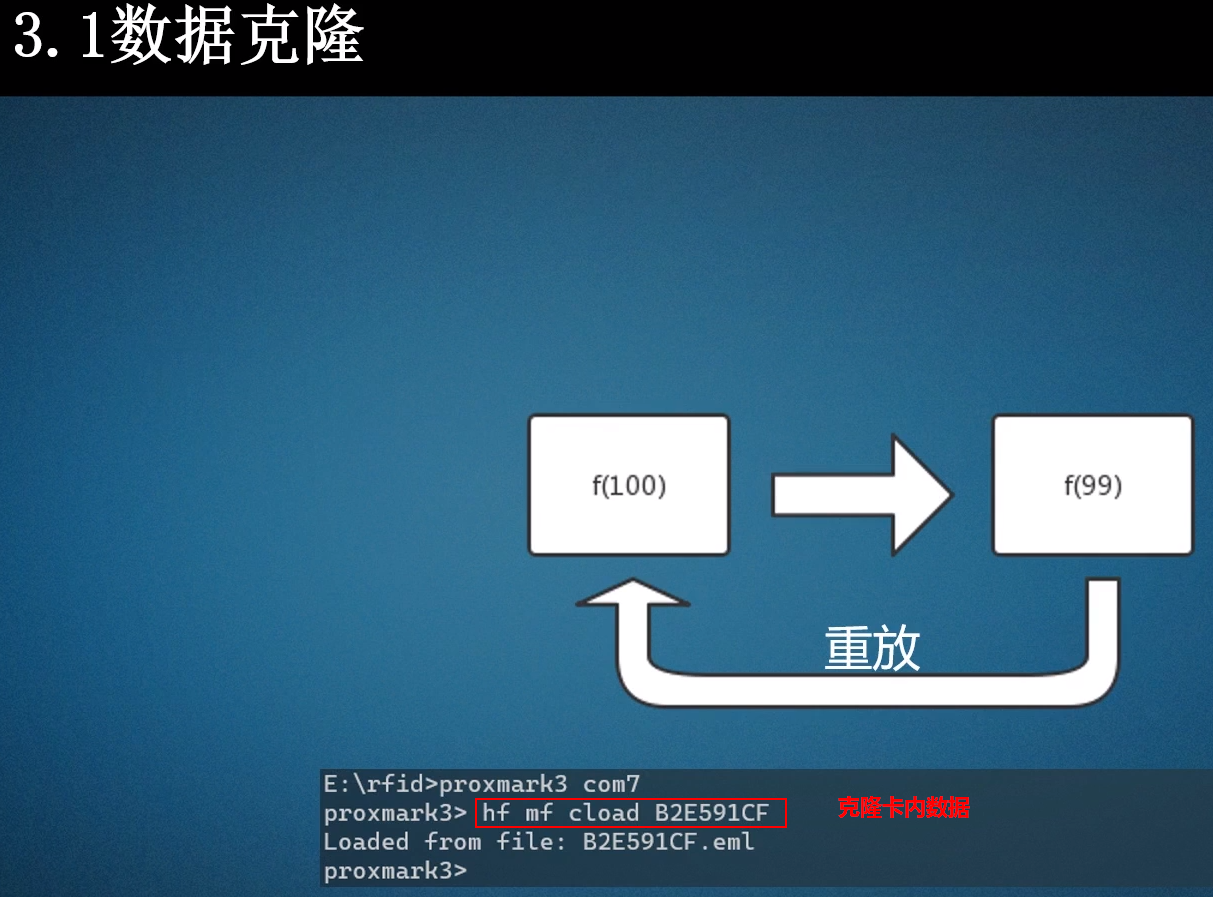 3.1数据克隆
f(100)
f(99)
重放
E:\rfid>proxmark3 com7
proxmark3> hf mf cload B2E591CF
克隆卡内数据
Loaded from file: B2E591CF.eml
proxmark3>